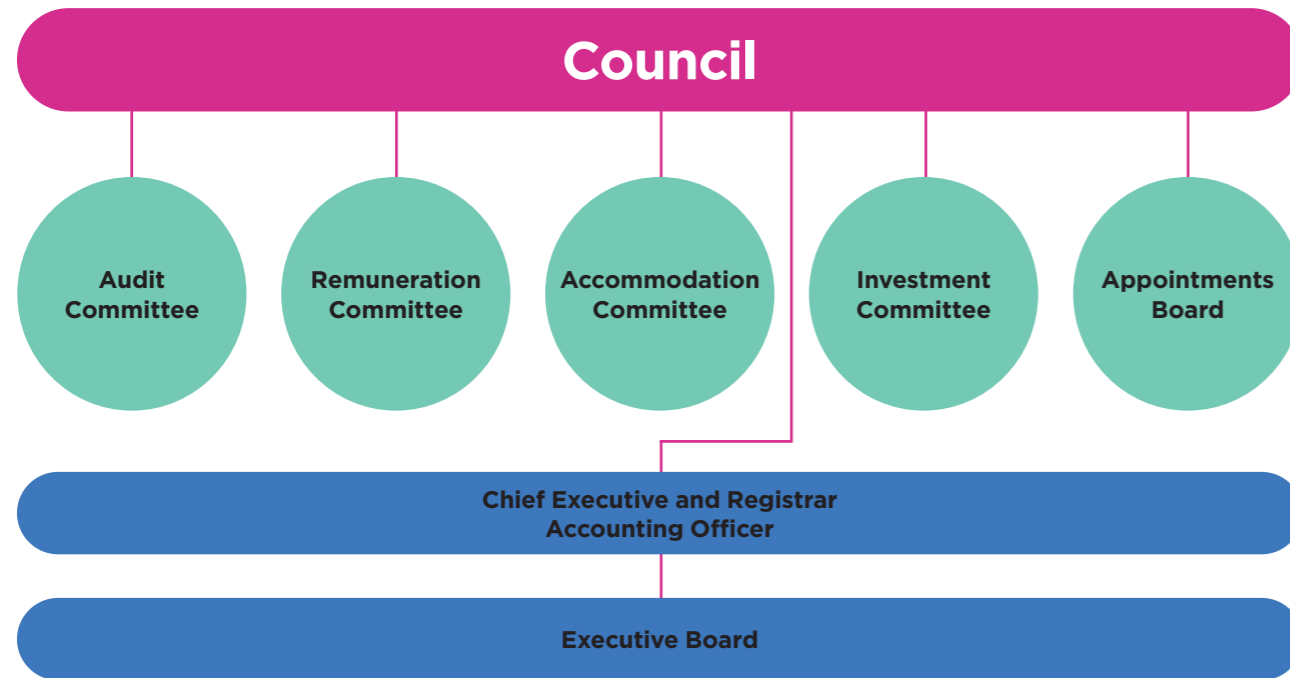 Council
Audit
Committee
Remuneration
Committee
Accommodation
Committee
Investment
Committee
Appointments
Board
Chief Executive and Registrar
Accounting Officer
Executive Board